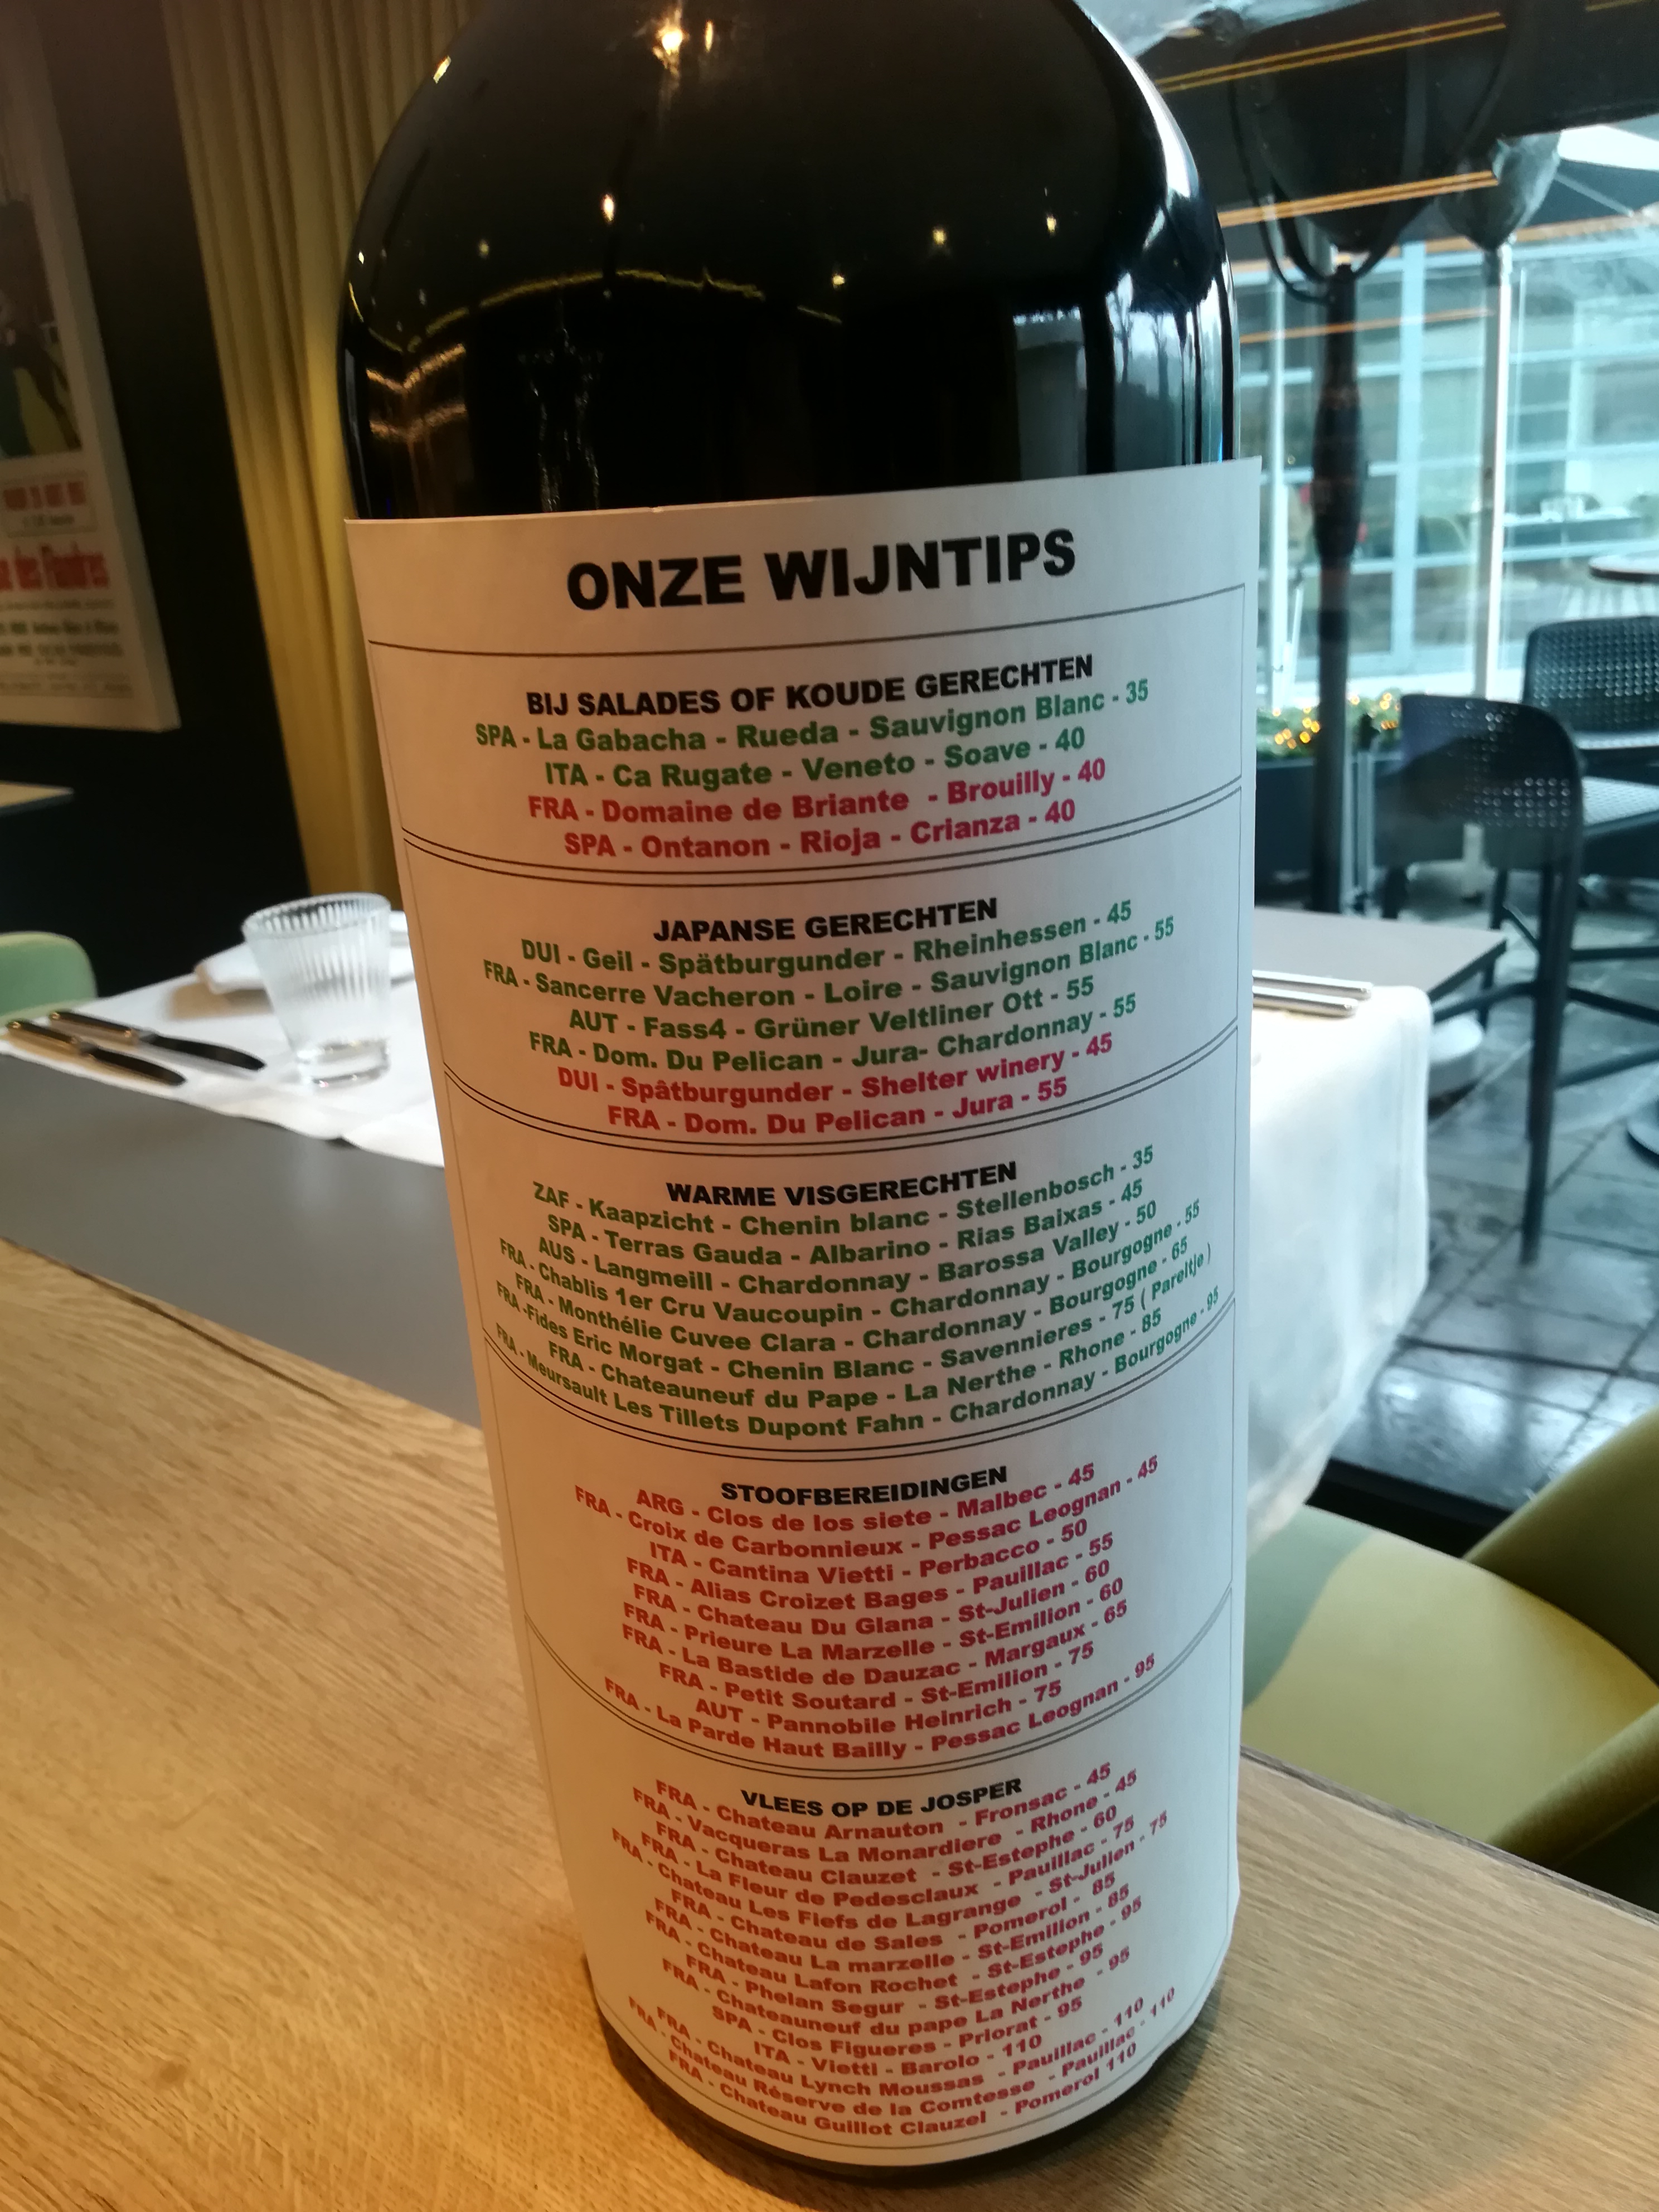 ONZE WIJNTIPS
BIJ SALADES OF KOUDE GERECHTEN
SPA - La Gabacha - Rueda - Sauvignon Blanc - 35
ITA - Ca Rugate - Veneto - Soave - 40
FRA - Domaine de Briante - Brouilly - 40
SPA - Ontanon - Rioja - Crianza - 40
JAPANSE GERECHTEN
DUI - Geil - Spätburgunder - Rheinhessen - 45
FRA - Sancerre Vacheron - Loire - Sauvignon Blanc - 55
AUT - Fass4 - Grüner Veltliner Ott - 55
FRA - Dom. Du Pelican - Jura- Chardonnay - 55
DUI - Spâtburgunder - Shelter winery - 45
FRA - Dom. Du Pelican - Jura - 55
WARME VISGERECHTEN
ZAF - Kaapzicht - Chenin blanc - Stellenbosch - 35
SPA - Terras Gauda - Albarino - Rias Baixas - 45
AUS - Langmeill - Chardonnay - Barossa Valley - 50
FRA - Chablis 1er Cru Vaucoupin - Chardonnay - Bourgogne - 55
FRA - Monthélie Cuvee Clara - Chardonnay - Bourgogne - 65
FRA -Fides Eric Morgat - Chenin Blanc - Savennieres - 75 ( Pareltje )
FRA - Chateauneuf du Pape - La Nerthe - Rhone - 85
FRA - Meursault Les Tillets Dupont Fahn - Chardonnay - Bourgogne - 95
STOOFBEREIDINGEN
ARG - Clos de los siete - Malbec - 45
FRA - Croix de Carbonnieux - Pessac Leognan - 45
ITA - Cantina Vietti - Perbacco - 50
FRA - Alias Croizet Bages - Pauillac - 55
FRA - Chateau Du Glana - St-Julien - 60
FRA - Prieure La Marzelle - St-Emilion - 60
FRA - La Bastide de Dauzac - Margaux - 65
FRA - Petit Soutard - St-Emilion - 75
AUT - Pannobile Heinrich - 75
FRA - La Parde Haut Bailly - Pessac Leognan - 95
VLEES OP DE JOSPER
FRA - Chateau Arnauton - Fronsac - 45
FRA - Vacqueras La Monardiere - Rhone - 45
FRA - Chateau Clauzet - St-Estephe - 60
FRA - La Fleur de Pedesclaux - Pauillac - 75
FRA - Chateau Les Fiefs de Lagrange - St-Julien - 75
FRA - Chateau de Sales - Pomerol - 85
FRA - Chateau La marzelle - St-Emilion - 85
FRA - Chateau Lafon Rochet - St-Estephe - 95
FRA - Phelan Segur - St-Estephe - 95
FRA - Chateauneuf du pape La Nerthe - 95
SPA - Clos Figueres - Priorat - 95
ITA - Vietti - Barolo - 110
FRA - Chateau Lynch Moussas - Pauillac - 110
FRA - Chateau Réserve de la Comtesse - Pauillac - 110
FRA - Chateau Guillot Clauzel - Pomerol 110
des Flandres